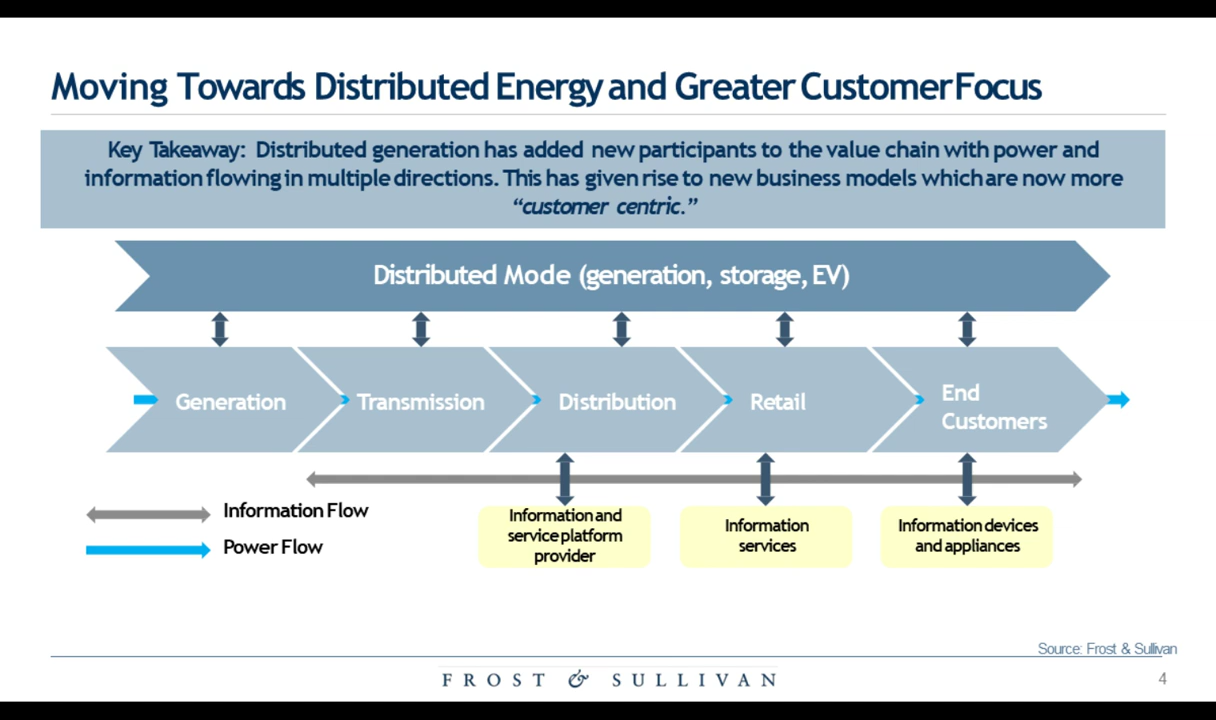 Moving Towards Distributed Energy and Greater Customer Focus
Key Takeaway: Distributed generation has added new participants to the value chain with power and
information flowing in multiple directions. This has given rise to new business models which are now more
“customer centric.”
Distributed Mode (generation, storage, EV)
Generation
Transmission
Distribution
Retail
End
Customers
Information Flow
Power Flow
Information and
service platform
provider
Information
services
Information devices
and appliances
Source: Frost & Sullivan
FROST & SULLIVAN
4